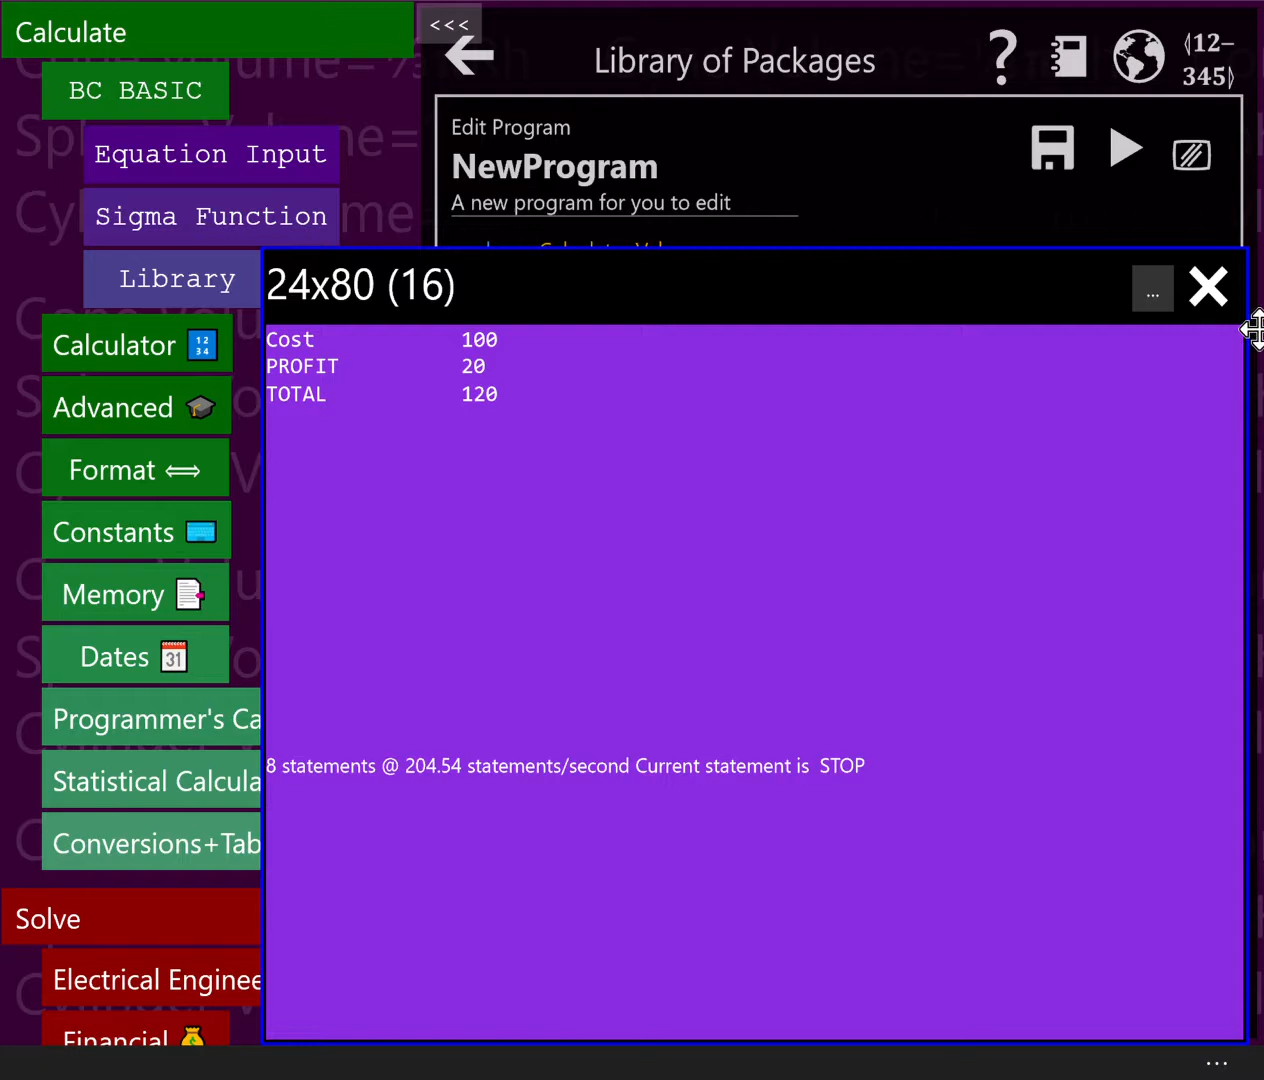 Calculate
<<<
BC BASIC
Equation Input
Sigma Function
Library
Calculator
Advanced
Format
Constants
Memory
Dates
Programmer's Ca
Statistical Calcula
Conversions+Tab
Solve
Electrical Enginee
Financial
Library of Packages
?
(12–
345)
Edit Program
NewProgram
A new program for you to edit
24x80 (16)
...
Cost 100
PROFIT 20
TOTAL 120
8 statements @ 204.54 statements/second Current statement is STOP
...